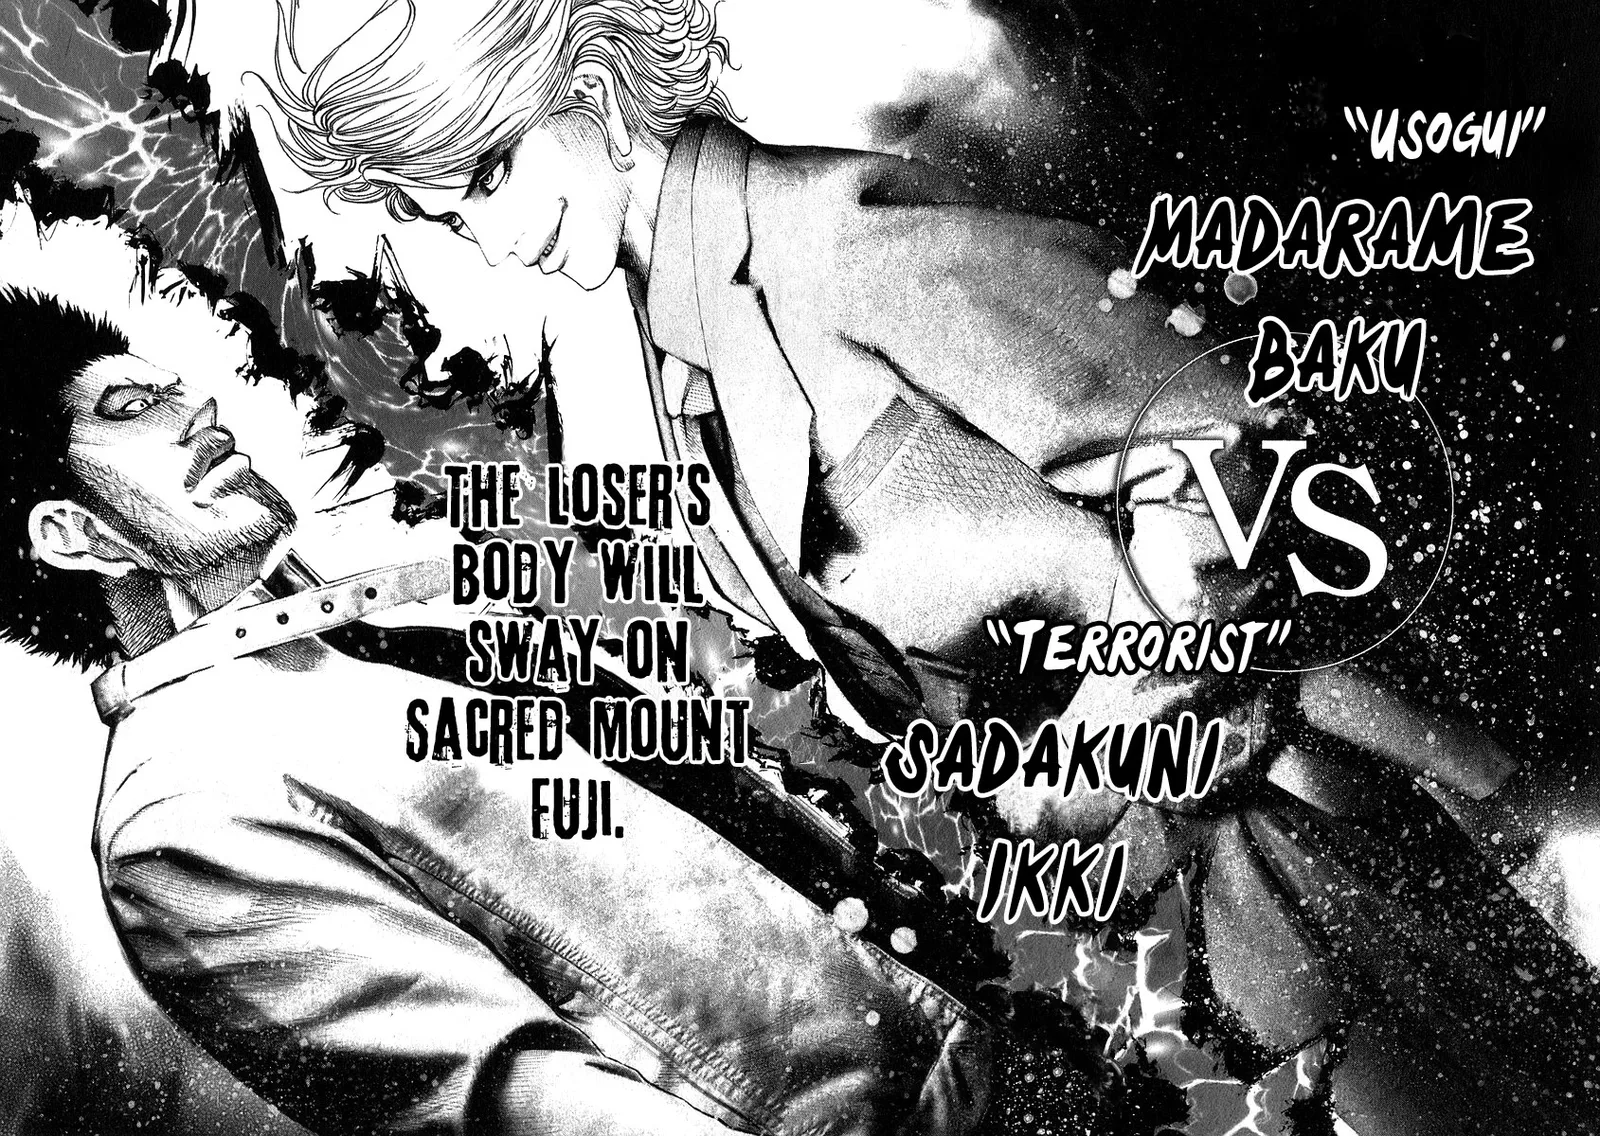 "USOGUI"
MADARAME
BAKU
VS
"TERRORIST"
SADAKUNI
IKKI
THE LOSER'S
BODY WILL
SWAY ON
SACRED MOUNT
FUJI.